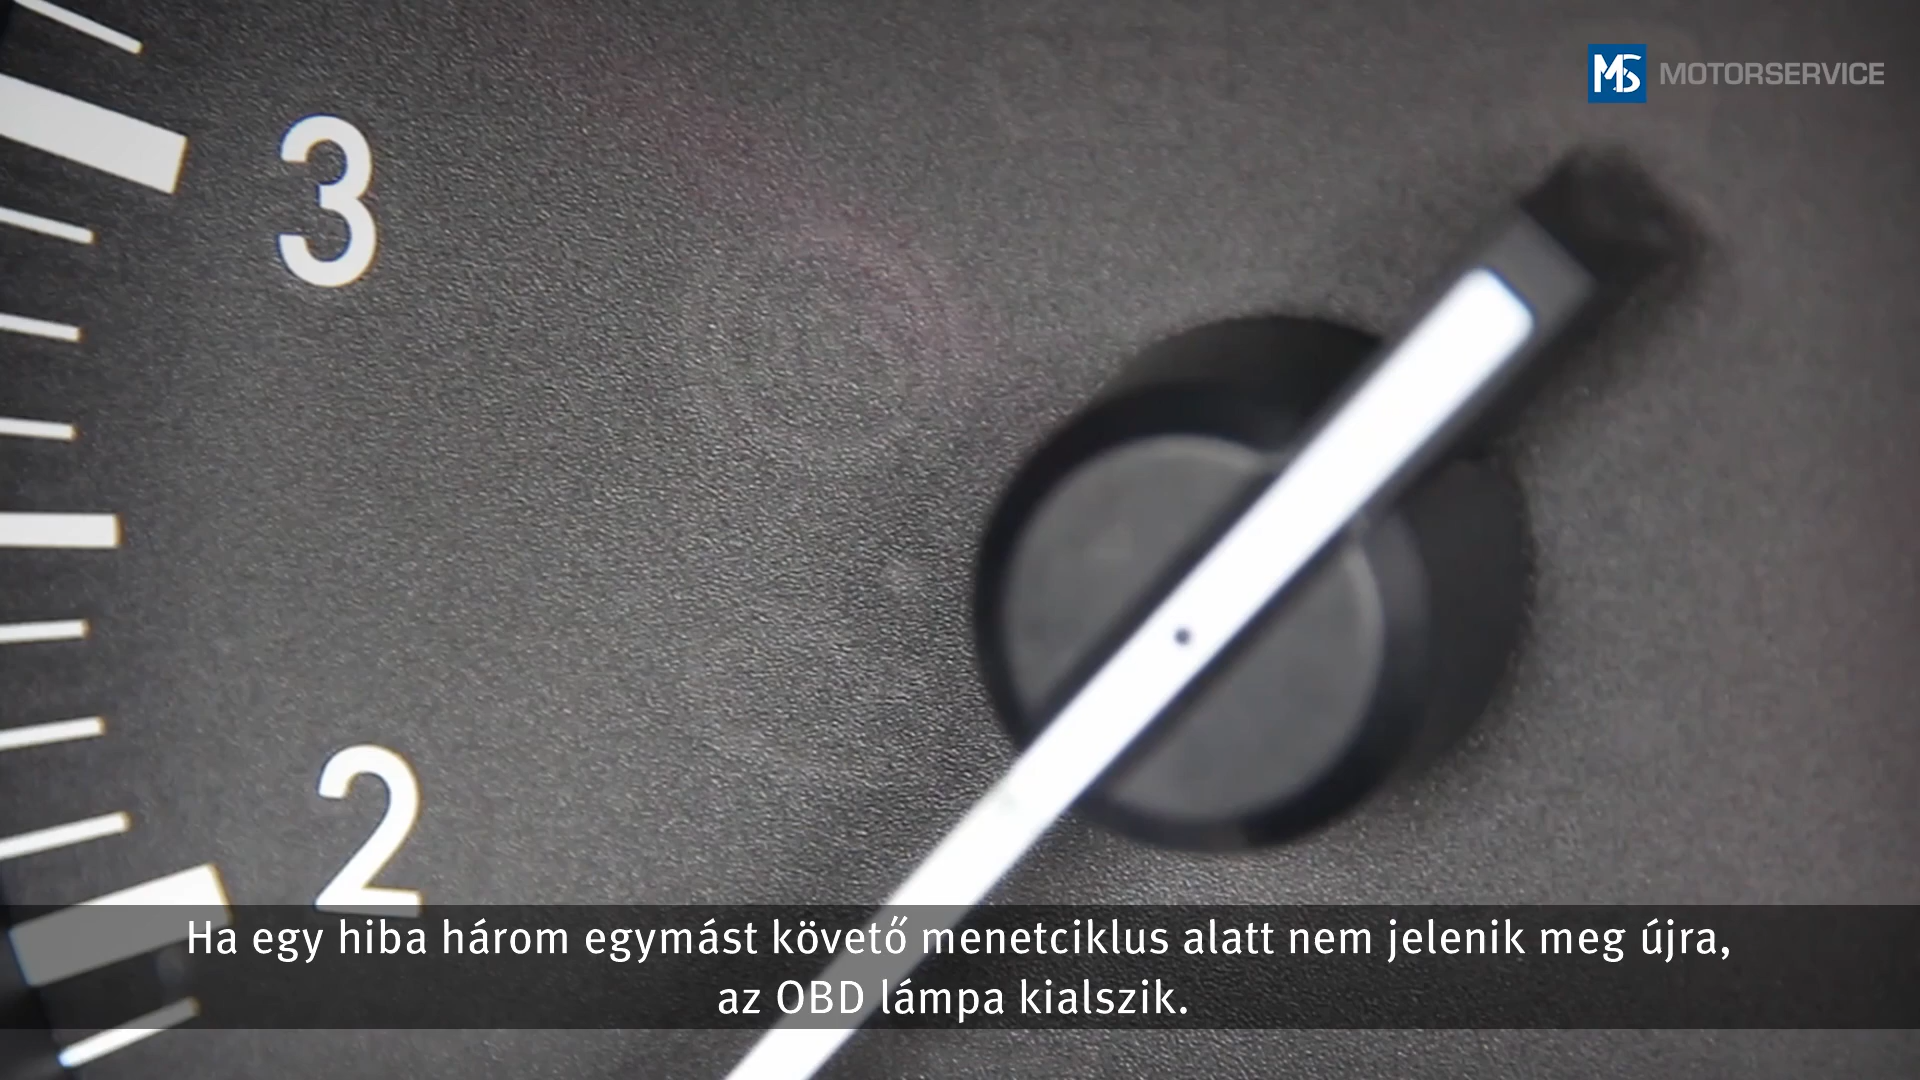 MS MOTORSERVICE
3
2
Ha egy hiba három egymást követő menetciklus alatt nem jelenik meg újra,
az OBD lámpa kialszik.